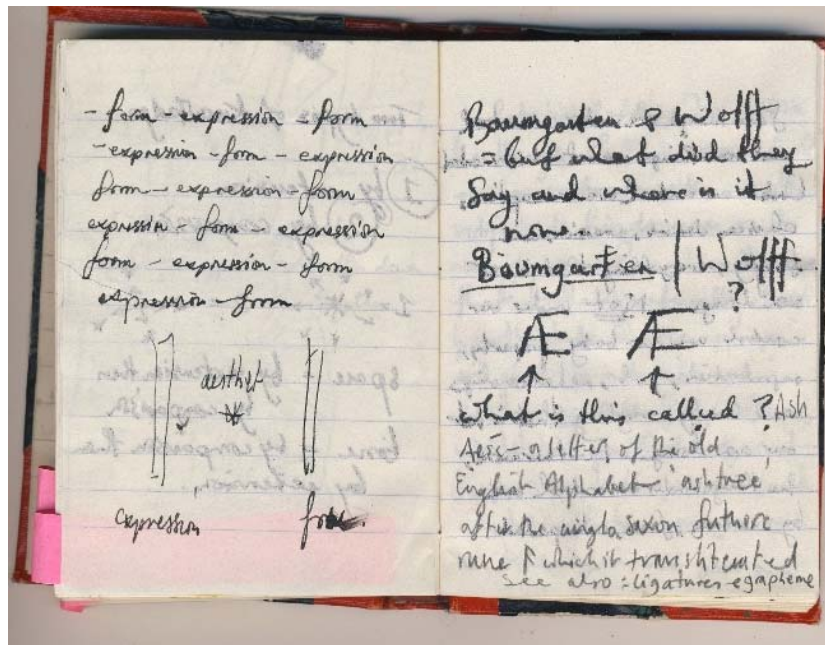 - form - expression - form
- expression - form - expression
form - expression - form
expression - form - expression
form - expression - form
expression - form
aesthet
expression
form.
Baumgarten & Wolff
= but what did they
Say and where is it
now.
Baumgarten | Wolff.
?
Æ Æ
↑ ↑
what is this called? Ash
Aesc - a letter of the old
English Alphabet 'ashtree'
after the anglo saxon futhorc
rune ᚫ which it transliterated
see also: ligatures grapheme